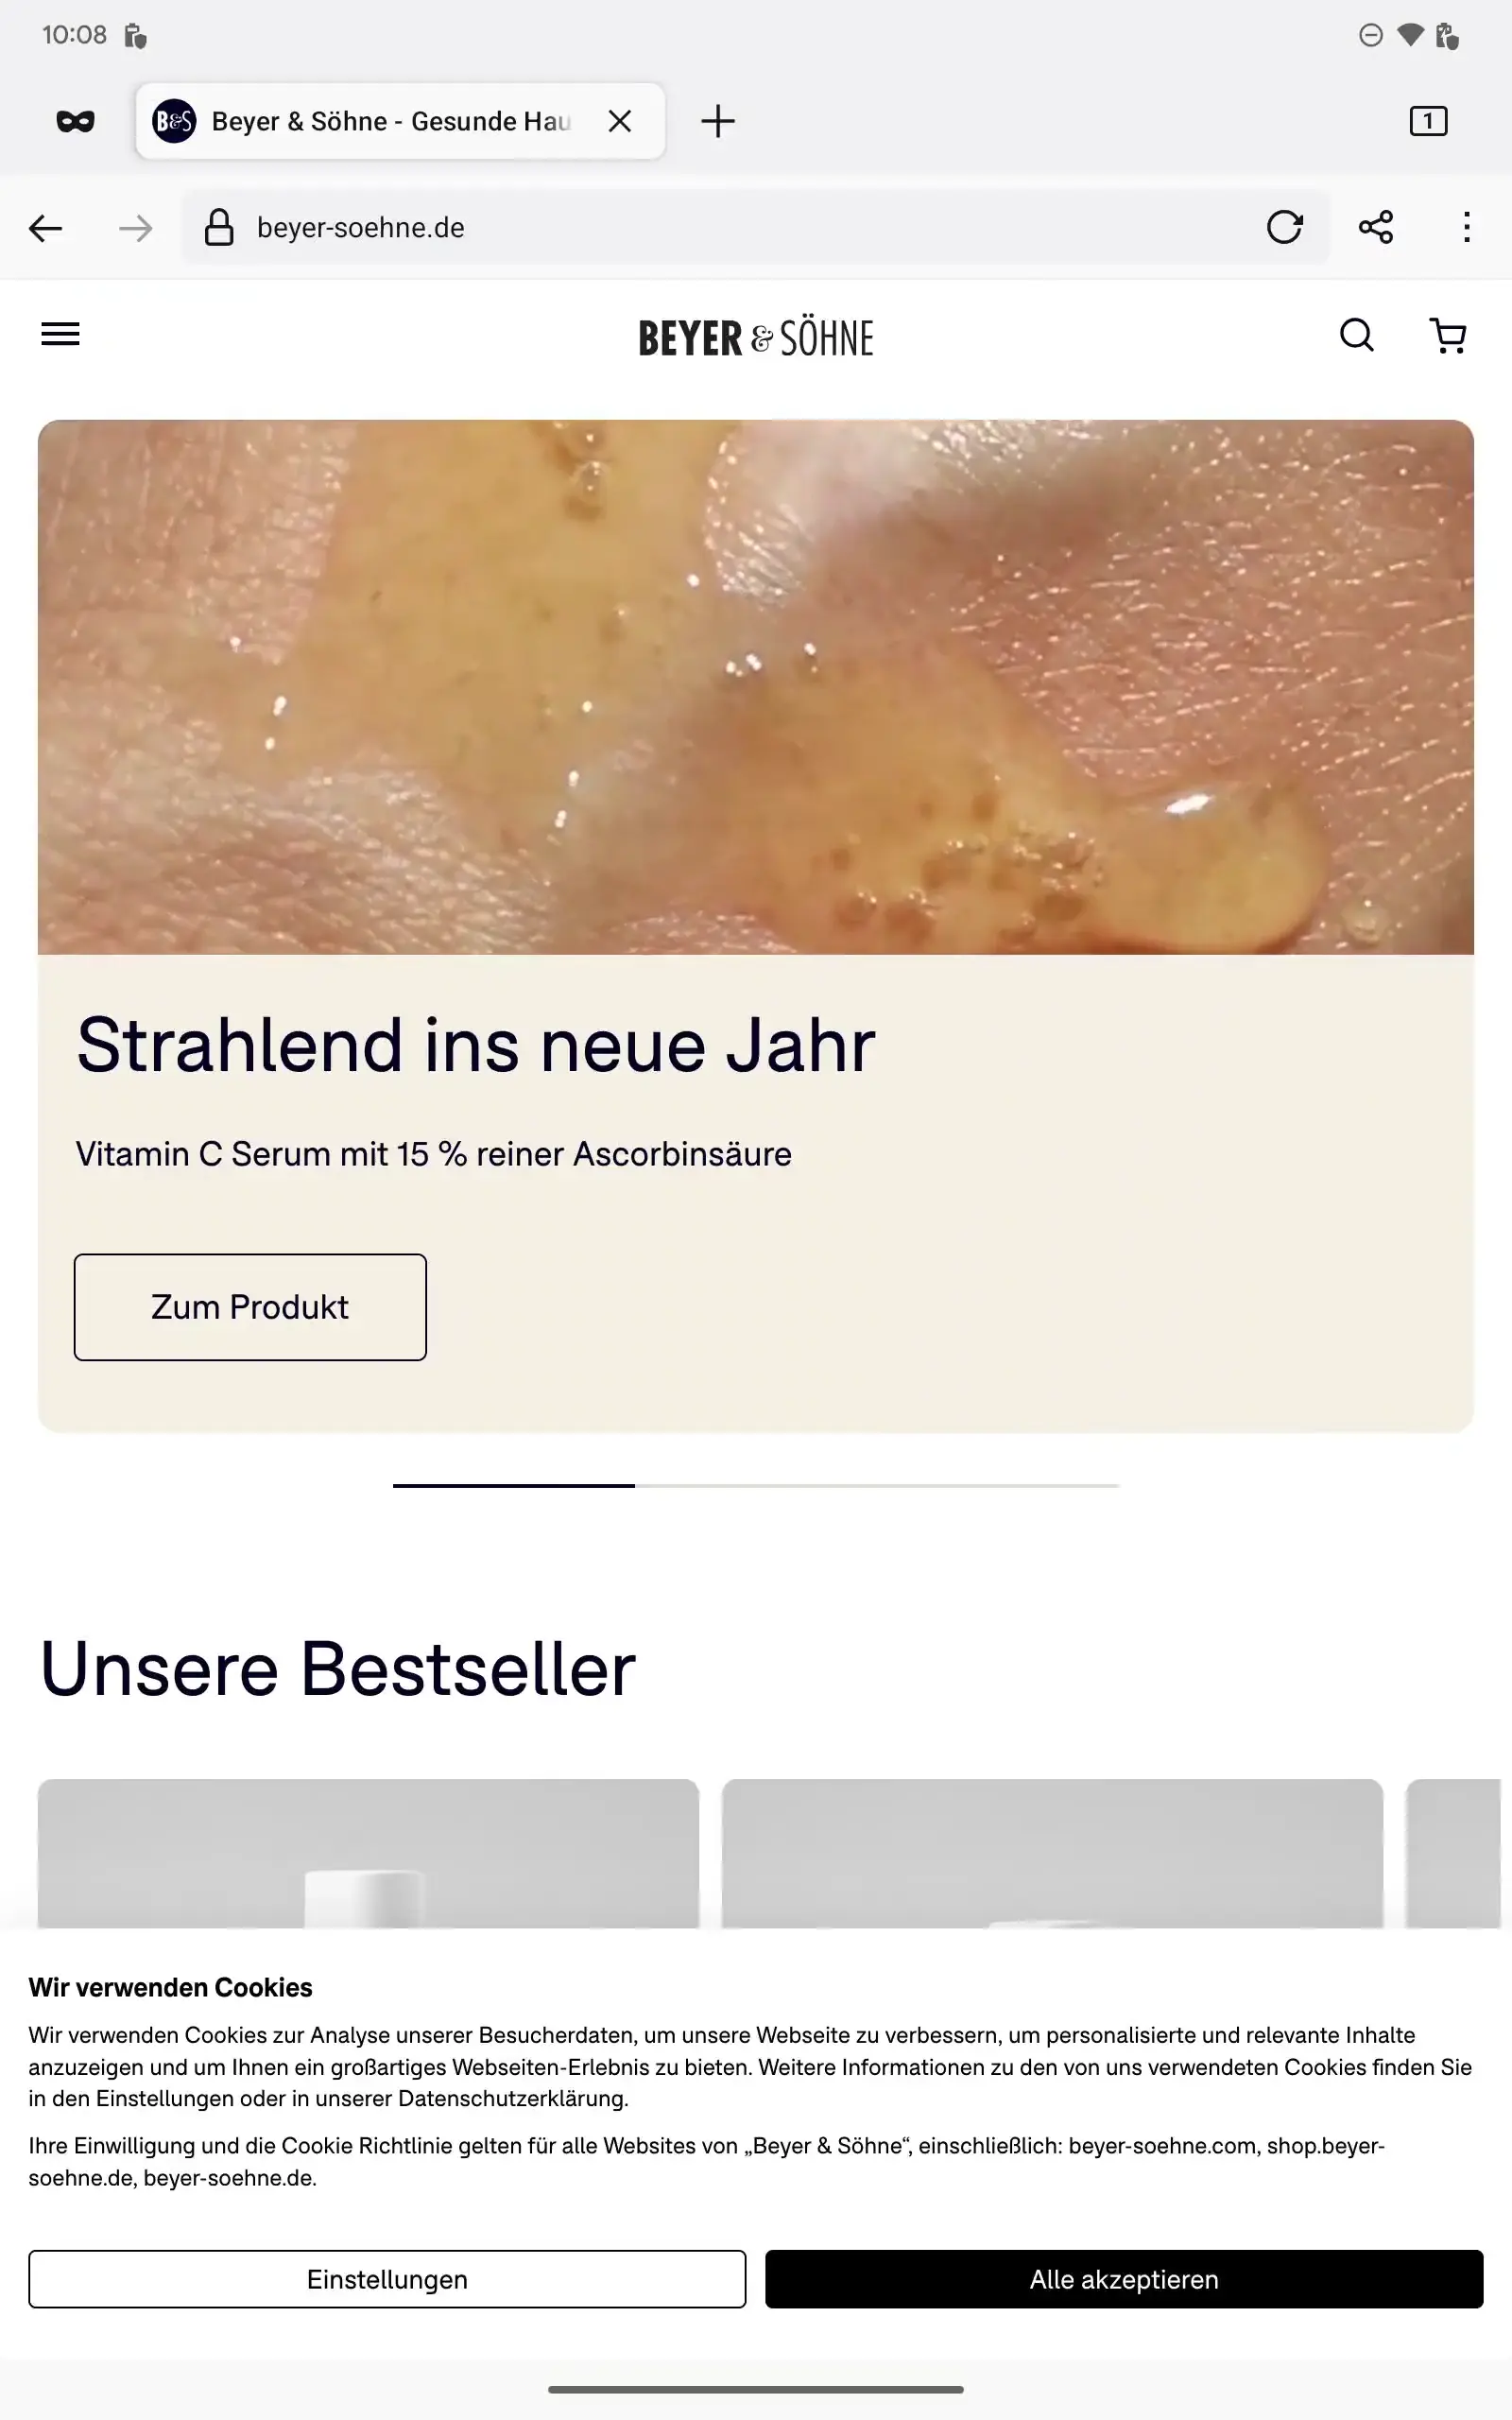 10:08
B&S Beyer & Söhne - Gesunde Hau
1
beyer-soehne.de
BEYER & SÖHNE
Strahlend ins neue Jahr
Vitamin C Serum mit 15 % reiner Ascorbinsäure
Zum Produkt
Unsere Bestseller
Wir verwenden Cookies
Wir verwenden Cookies zur Analyse unserer Besucherdaten, um unsere Webseite zu verbessern, um personalisierte und relevante Inhalte
anzuzeigen und um Ihnen ein großartiges Webseiten-Erlebnis zu bieten. Weitere Informationen zu den von uns verwendeten Cookies finden Sie
in den Einstellungen oder in unserer Datenschutzerklärung.
Ihre Einwilligung und die Cookie Richtlinie gelten für alle Websites von „Beyer & Söhne“, einschließlich: beyer-soehne.com, shop.beyer-
soehne.de, beyer-soehne.de.
Einstellungen
Alle akzeptieren